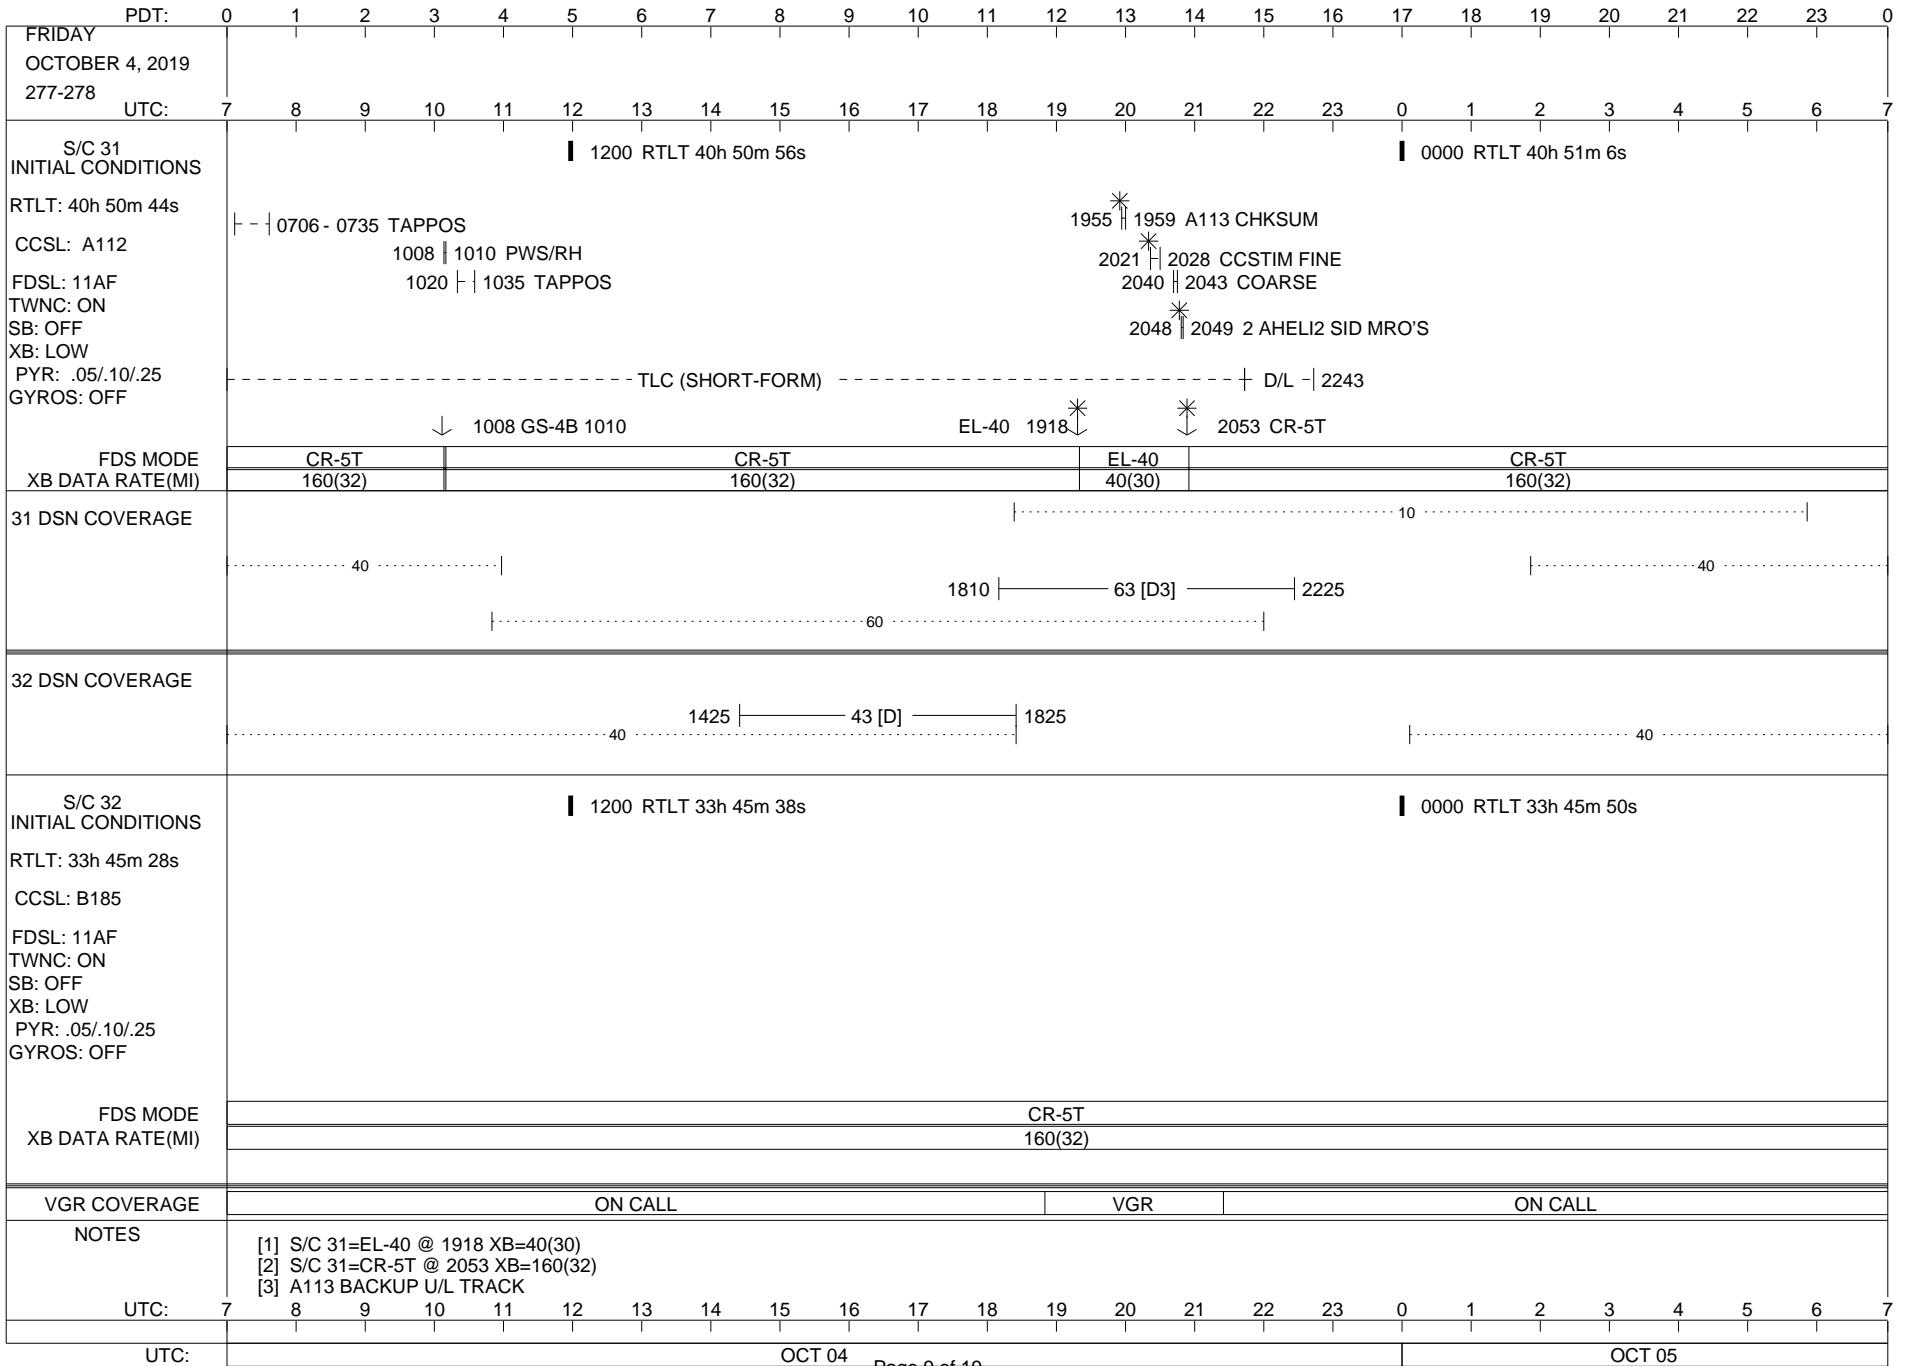 PDT: 0 1 2 3 4 5 6 7 8 9 10 11 12 13 14 15 16 17 18 19 20 21 22 23 0
FRIDAY
OCTOBER 4, 2019
277-278
UTC: 7 8 9 10 11 12 13 14 15 16 17 18 19 20 21 22 23 0 1 2 3 4 5 6 7
S/C 31
INITIAL CONDITIONS
1200 RTLT 40h 50m 56s
0000 RTLT 40h 51m 6s
RTLT: 40h 50m 44s
CCSL: A112
FDSL: 11AF
TWNC: ON
SB: OFF
XB: LOW
PYR: .05/.10/.25
GYROS: OFF
0706 - 0735 TAPPOS
1008 1010 PWS/RH
1020 1035 TAPPOS
1955 1959 A113 CHKSUM
2021 2028 CCSTIM FINE
2040 2043 COARSE
2048 2049 2 AHELI2 SID MRO'S
TLC (SHORT-FORM) D/L 2243
1008 GS-4B 1010
EL-40 1918
2053 CR-5T
FDS MODE CR-5T CR-5T EL-40 CR-5T
XB DATA RATE(MI) 160(32) 160(32) 40(30) 160(32)
31 DSN COVERAGE
10
40
40
1810 63 [D3] 2225
60
32 DSN COVERAGE
1425 43 [D] 1825
40
40
S/C 32
INITIAL CONDITIONS
1200 RTLT 33h 45m 38s
0000 RTLT 33h 45m 50s
RTLT: 33h 45m 28s
CCSL: B185
FDSL: 11AF
TWNC: ON
SB: OFF
XB: LOW
PYR: .05/.10/.25
GYROS: OFF
FDS MODE CR-5T
XB DATA RATE(MI) 160(32)
VGR COVERAGE ON CALL VGR ON CALL
NOTES
[1] S/C 31=EL-40 @ 1918 XB=40(30)
[2] S/C 31=CR-5T @ 2053 XB=160(32)
[3] A113 BACKUP U/L TRACK
UTC: 7 8 9 10 11 12 13 14 15 16 17 18 19 20 21 22 23 0 1 2 3 4 5 6 7
UTC: OCT 04 OCT 05